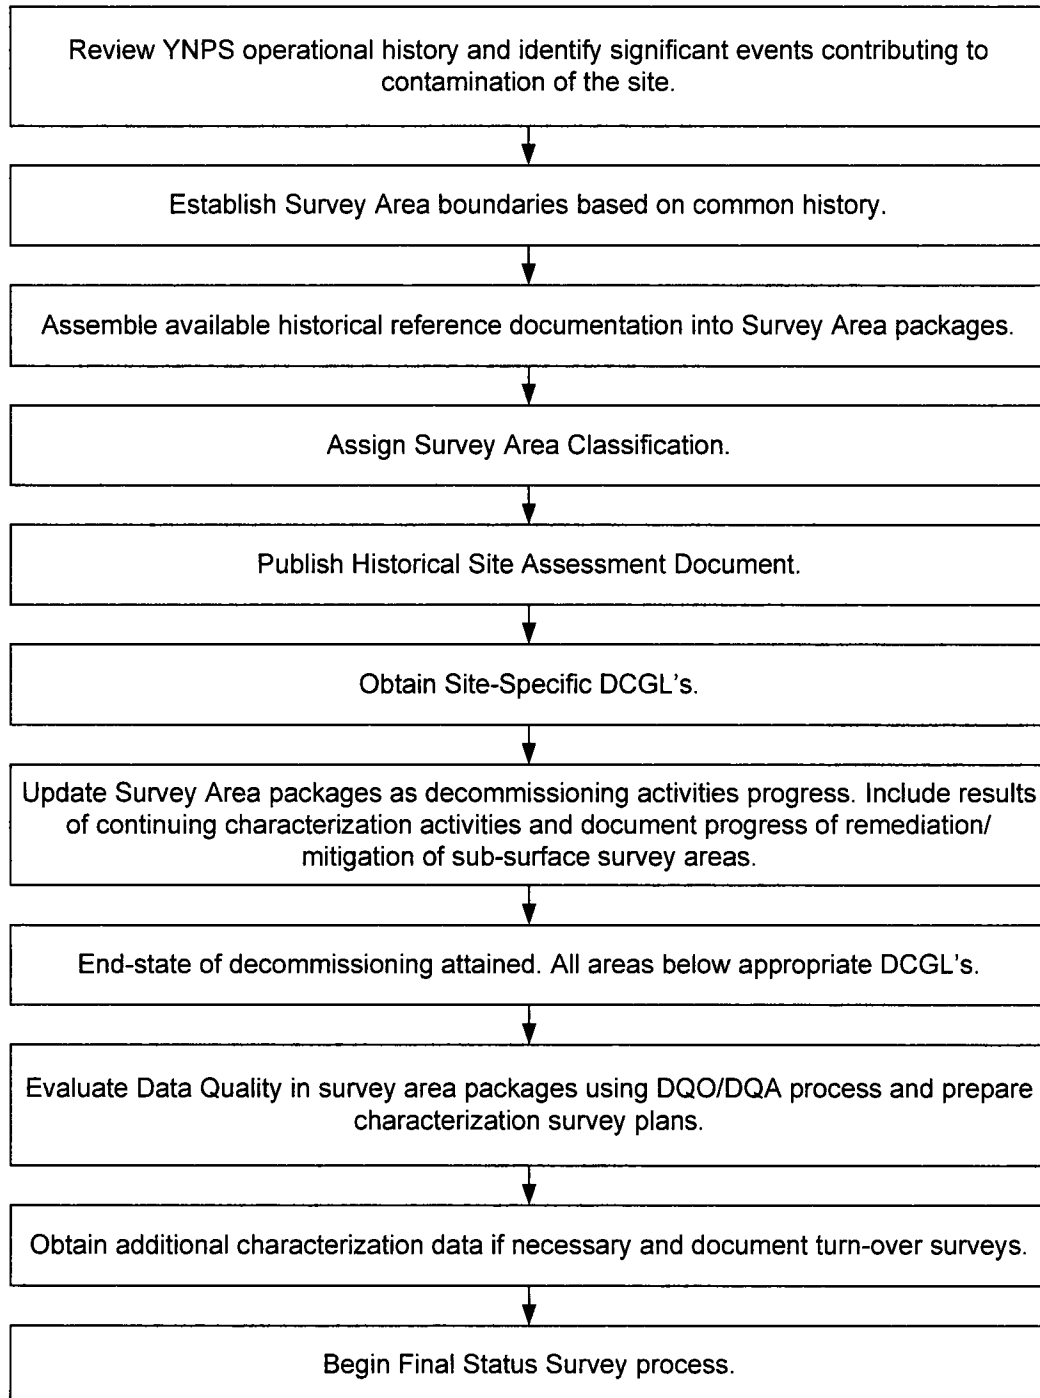 Review YNPS operational history and identify significant events contributing to
contamination of the site.
Establish Survey Area boundaries based on common history.
Assemble available historical reference documentation into Survey Area packages.
Assign Survey Area Classification.
Publish Historical Site Assessment Document.
Obtain Site-Specific DCGL's.
Update Survey Area packages as decommissioning activities progress. Include results
of continuing characterization activities and document progress of remediation/
mitigation of sub-surface survey areas.
End-state of decommissioning attained. All areas below appropriate DCGL's.
Evaluate Data Quality in survey area packages using DQO/DQA process and prepare
characterization survey plans.
Obtain additional characterization data if necessary and document turn-over surveys.
Begin Final Status Survey process.